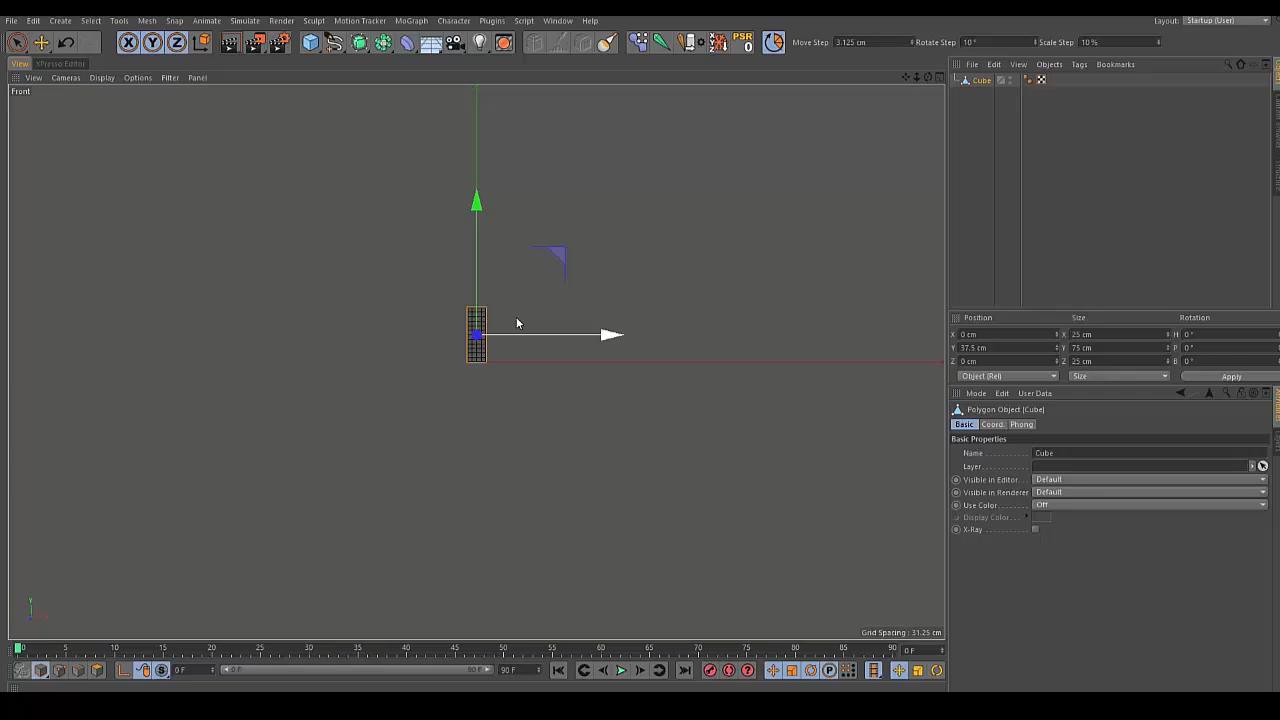 File Edit Create Select Tools Mesh Snap Animate Simulate Render Sculpt Motion Tracker MoGraph Character Plugins Script Window Help Layout: Startup (User)
X Y Z PSR 0 Move Step 3.125 cm Rotate Step 10 ° Scale Step 10 %
View XPresso Editor
View Cameras Display Options Filter Panel
File Edit View Objects Tags Bookmarks
Front
Cube
Position Size Rotation
X 0 cm X 25 cm H 0 °
Y 37.5 cm Y 75 cm P 0 °
Z 0 cm Z 25 cm B 0 °
Object (Rel) Size Apply
Mode Edit User Data
Polygon Object [Cube]
Basic Coord. Phong
Basic Properties
Name Cube
Layer
Visible in Editor Default
Visible in Renderer Default
Use Color Off
Display Color
X-Ray
Y
Grid Spacing : 31.25 cm
0 5 10 15 20 25 30 35 40 45 50 55 60 65 70 75 80 85 90 0 F
0 F 0 F 90 F 90 F